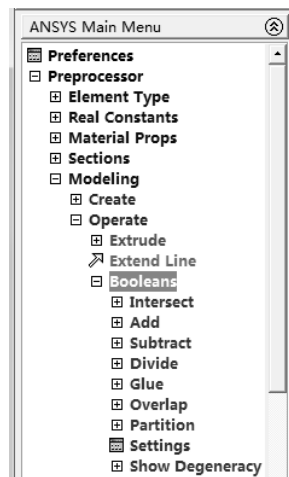 ANSYS Main Menu
Preferences
Preprocessor
Element Type
Real Constants
Material Props
Sections
Modeling
Create
Operate
Extrude
Extend Line
Booleans
Intersect
Add
Subtract
Divide
Glue
Overlap
Partition
Settings
Show Degeneracy